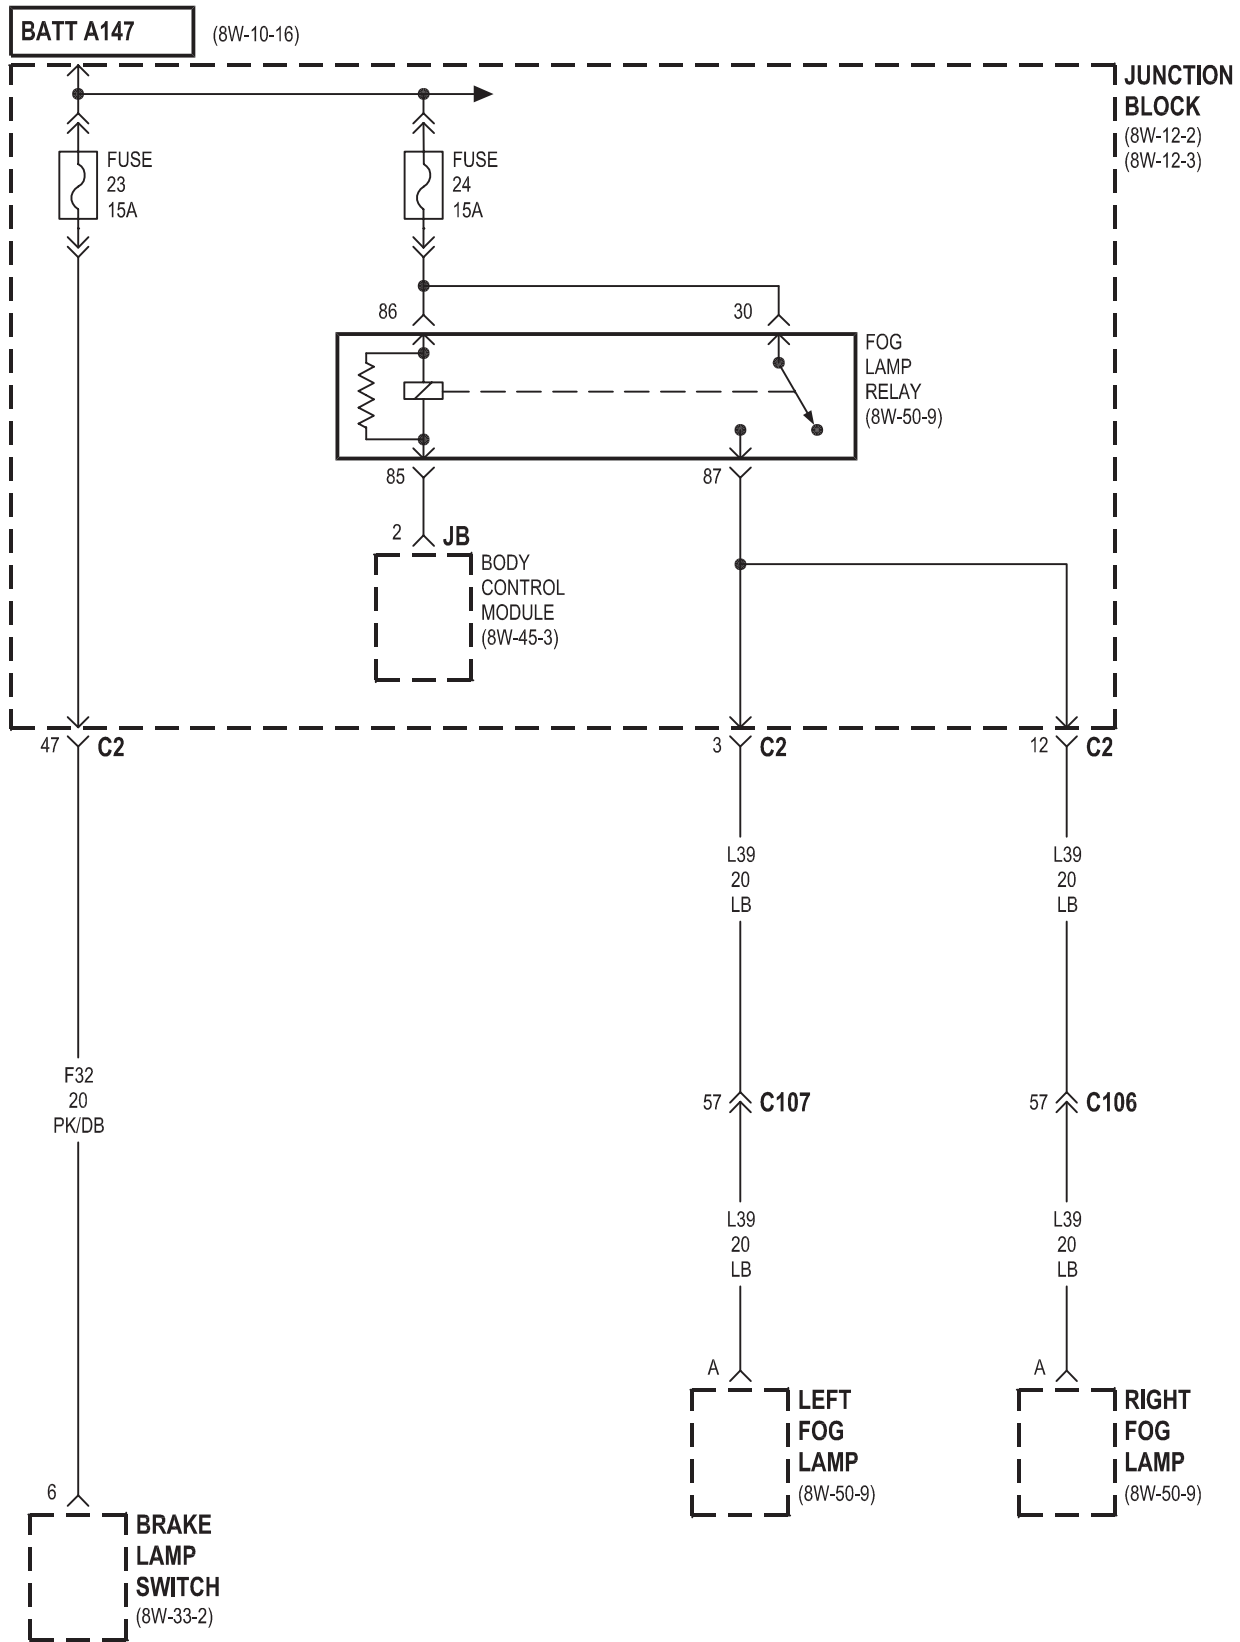 BATT A147
(8W-10-16)
JUNCTION
BLOCK
(8W-12-2)
(8W-12-3)
FUSE
23
15A
FUSE
24
15A
86
30
FOG
LAMP
RELAY
(8W-50-9)
85
87
2
JB
BODY
CONTROL
MODULE
(8W-45-3)
47
C2
3
C2
12
C2
L39
20
LB
L39
20
LB
F32
20
PK/DB
57
C107
57
C106
L39
20
LB
L39
20
LB
A
A
LEFT
FOG
LAMP
(8W-50-9)
RIGHT
FOG
LAMP
(8W-50-9)
6
BRAKE
LAMP
SWITCH
(8W-33-2)